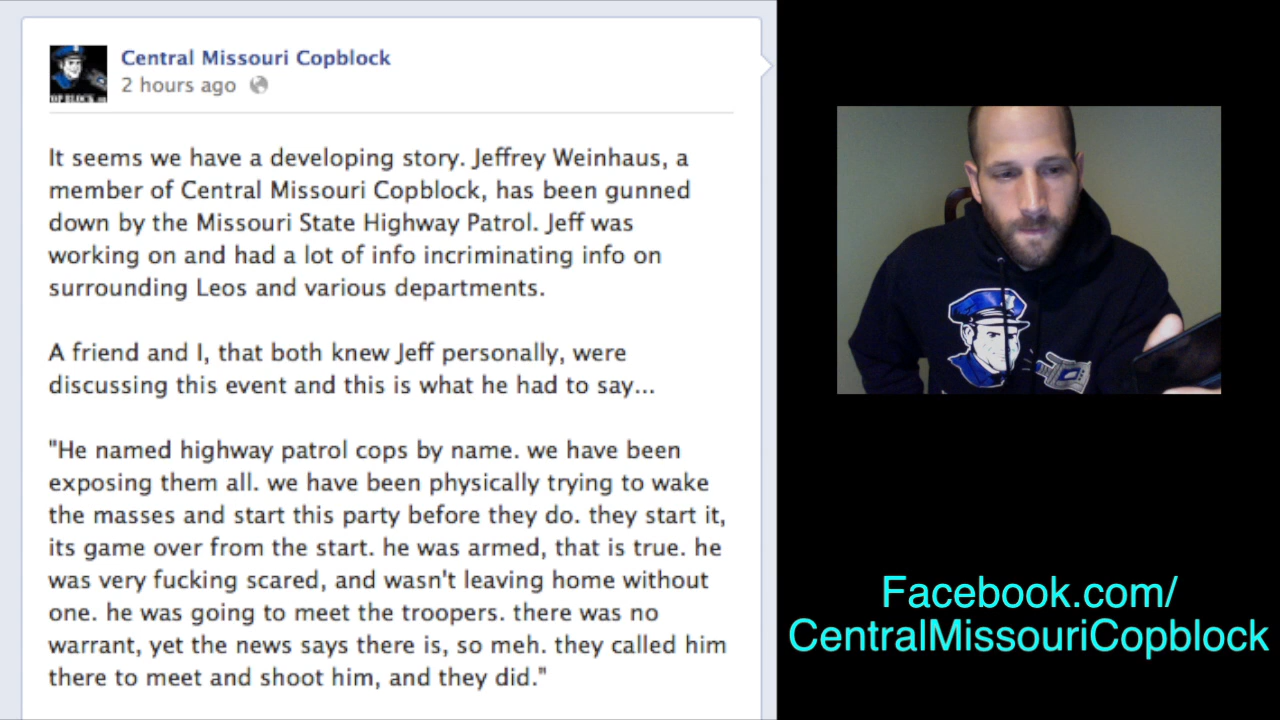 Central Missouri Copblock
2 hours ago
It seems we have a developing story. Jeffrey Weinhaus, a
member of Central Missouri Copblock, has been gunned
down by the Missouri State Highway Patrol. Jeff was
working on and had a lot of info incriminating info on
surrounding Leos and various departments.
A friend and I, that both knew Jeff personally, were
discussing this event and this is what he had to say...
"He named highway patrol cops by name. we have been
exposing them all. we have been physically trying to wake
the masses and start this party before they do. they start it,
its game over from the start. he was armed, that is true. he
was very fucking scared, and wasn't leaving home without
one. he was going to meet the troopers. there was no
warrant, yet the news says there is, so meh. they called him
there to meet and shoot him, and they did."
Facebook.com/
CentralMissouriCopblock